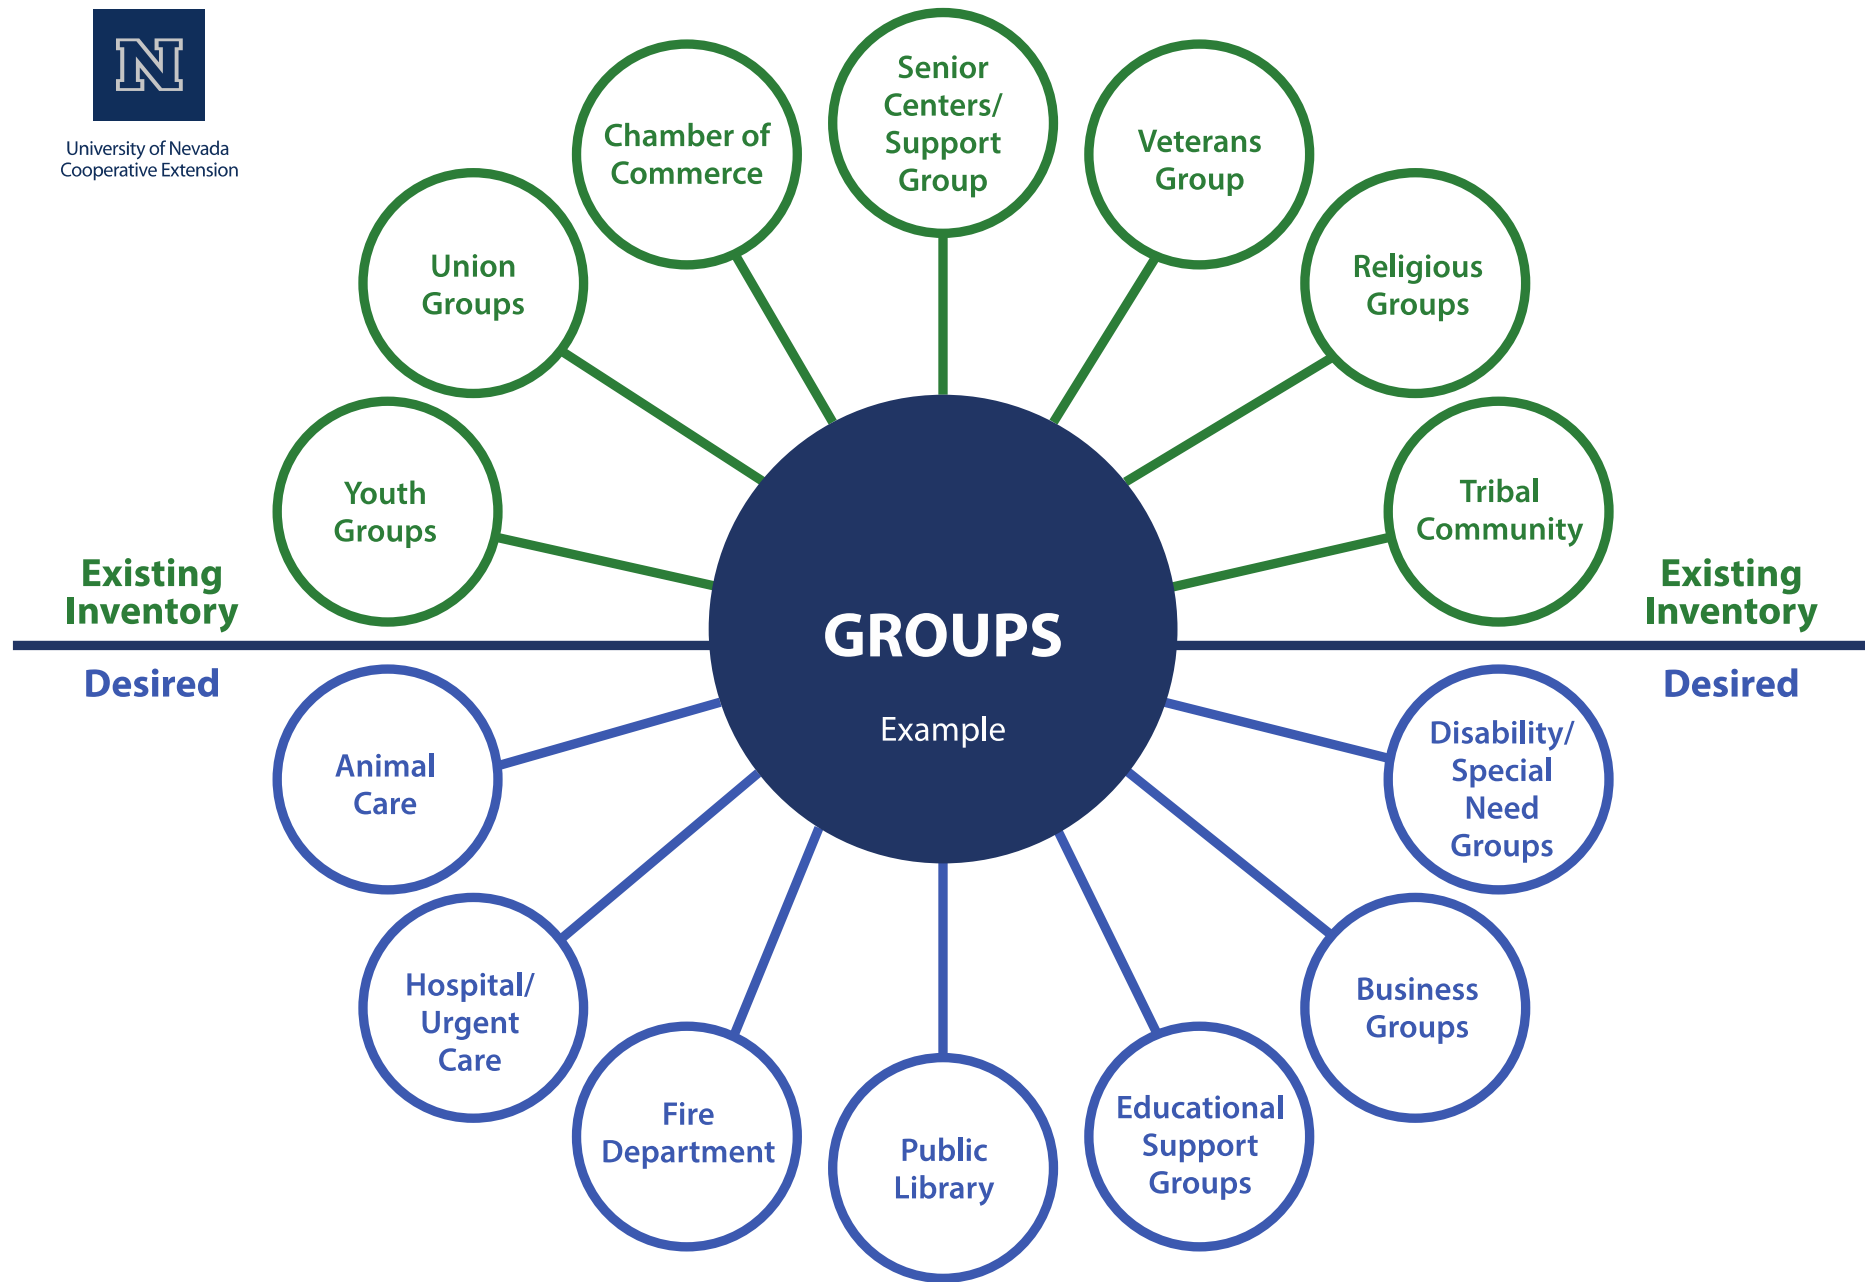 N
University of Nevada
Cooperative Extension
Senior
Centers/
Support
Group
Chamber of
Commerce
Veterans
Group
Union
Groups
Religious
Groups
Youth
Groups
Tribal
Community
Existing
Inventory
Existing
Inventory
GROUPS
Example
Desired
Desired
Animal
Care
Disability/
Special
Need
Groups
Hospital/
Urgent
Care
Business
Groups
Fire
Department
Public
Library
Educational
Support
Groups